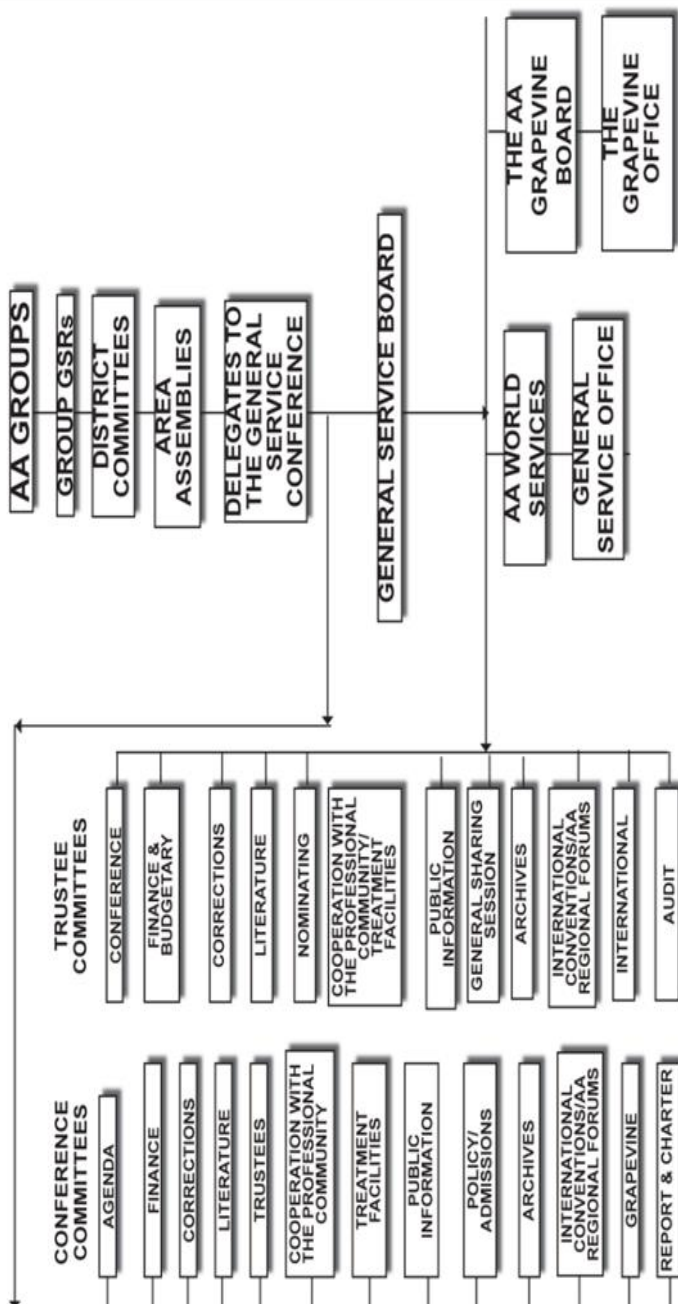 AA GROUPS
GROUP GSRs
DISTRICT
COMMITTEES
AREA
ASSEMBLIES
DELEGATES TO
THE GENERAL
SERVICE
CONFERENCE
GENERAL SERVICE BOARD
AA WORLD
SERVICES
GENERAL
SERVICE OFFICE
THE AA
GRAPEVINE
BOARD
THE
GRAPEVINE
OFFICE
TRUSTEE
COMMITTEES
CONFERENCE
FINANCE &
BUDGETARY
CORRECTIONS
LITERATURE
NOMINATING
COOPERATION WITH
THE PROFESSIONAL
COMMUNITY/
TREATMENT
FACILITIES
PUBLIC
INFORMATION
GENERAL SHARING
SESSION
ARCHIVES
INTERNATIONAL
CONVENTIONS/AA
REGIONAL FORUMS
INTERNATIONAL
AUDIT
CONFERENCE
COMMITTEES
AGENDA
FINANCE
CORRECTIONS
LITERATURE
TRUSTEES
COOPERATION WITH
THE PROFESSIONAL
COMMUNITY
TREATMENT
FACILITIES
PUBLIC
INFORMATION
POLICY/
ADMISSIONS
ARCHIVES
INTERNATIONAL
CONVENTIONS/AA
REGIONAL FORUMS
GRAPEVINE
REPORT & CHARTER